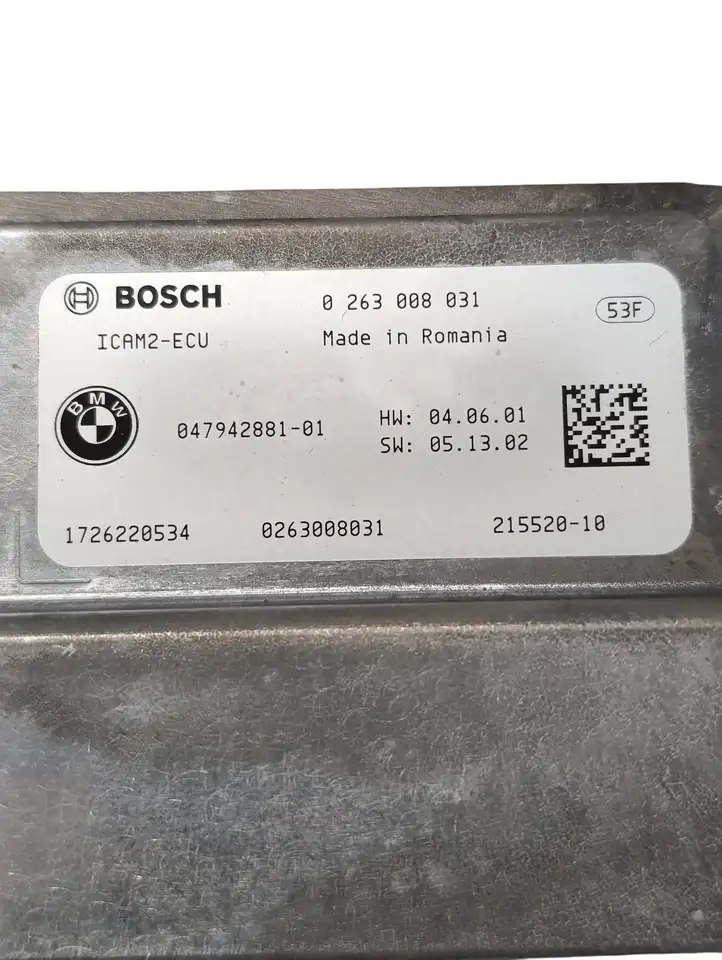 BOSCH 0 263 008 031 53F
ICAM2-ECU Made in Romania
BMW
047942881-01 HW: 04.06.01
SW: 05.13.02
1726220534 0263008031 215520-10